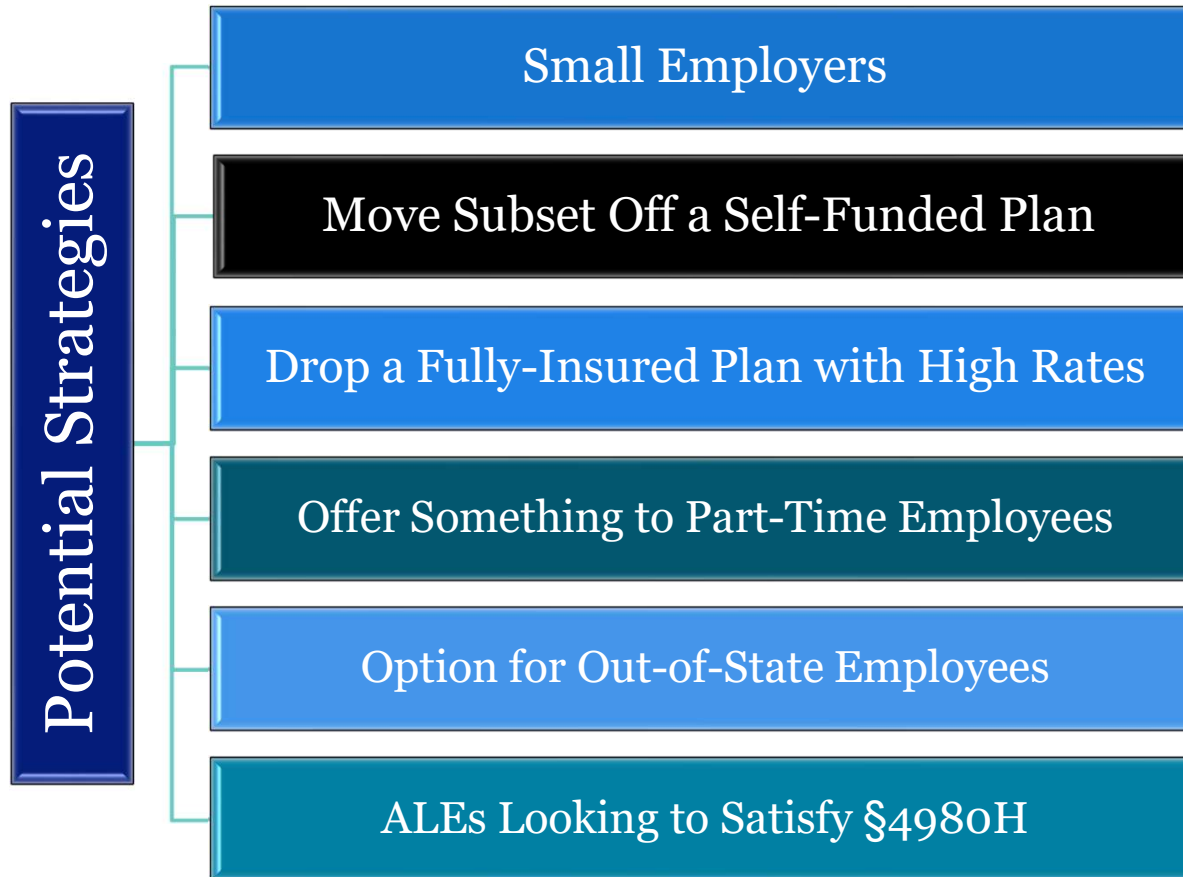 Potential Strategies
Small Employers
Move Subset Off a Self-Funded Plan
Drop a Fully-Insured Plan with High Rates
Offer Something to Part-Time Employees
Option for Out-of-State Employees
ALEs Looking to Satisfy §4980H